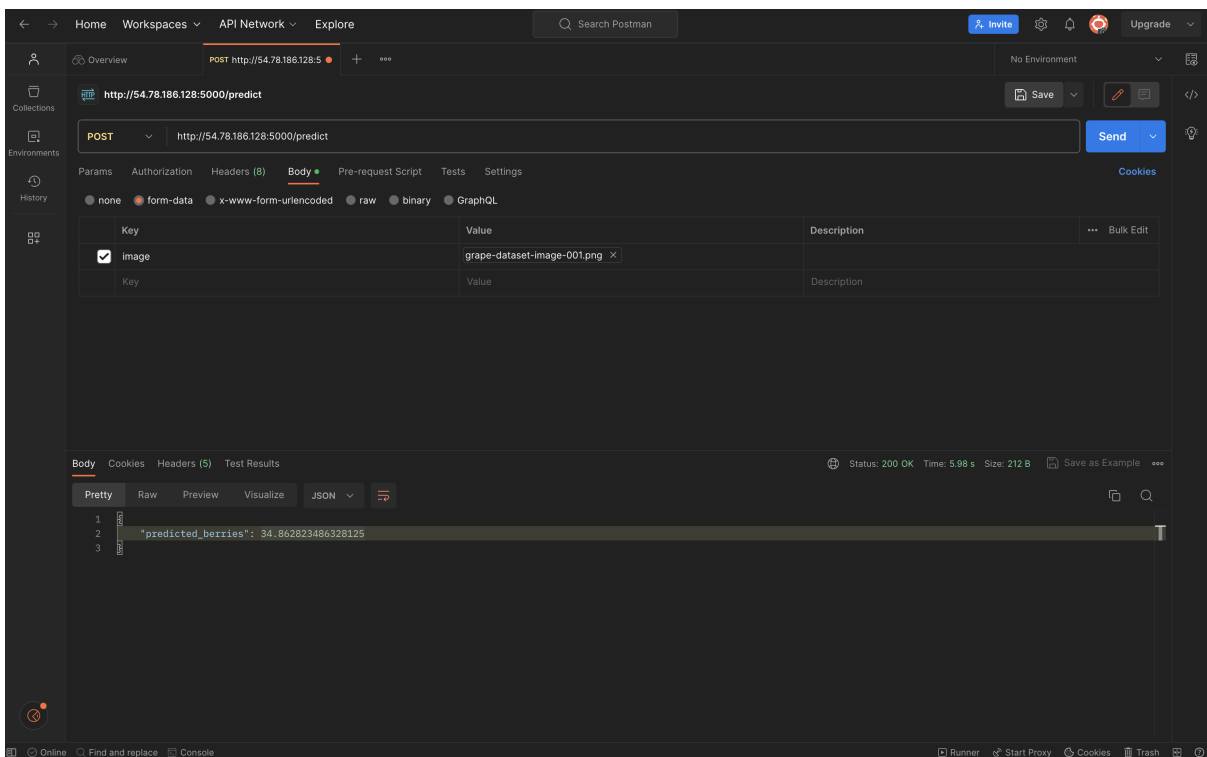 Home Workspaces API Network Explore Search Postman Invite Upgrade
Overview POST http://54.78.186.128:5 No Environment
HTTP http://54.78.186.128:5000/predict Save
Collections
POST http://54.78.186.128:5000/predict Send
Environments
Params Authorization Headers (8) Body Pre-request Script Tests Settings Cookies
History
none form-data x-www-form-urlencoded raw binary GraphQL
Key Value Description Bulk Edit
image grape-dataset-image-001.png
Key Value Description
Body Cookies Headers (5) Test Results Status: 200 OK Time: 5.98 s Size: 212 B Save as Example
Pretty Raw Preview Visualize JSON
1 {
2 "predicted_berries": 34.862823486328125
3 }
Online Find and replace Console Runner Start Proxy Cookies Trash